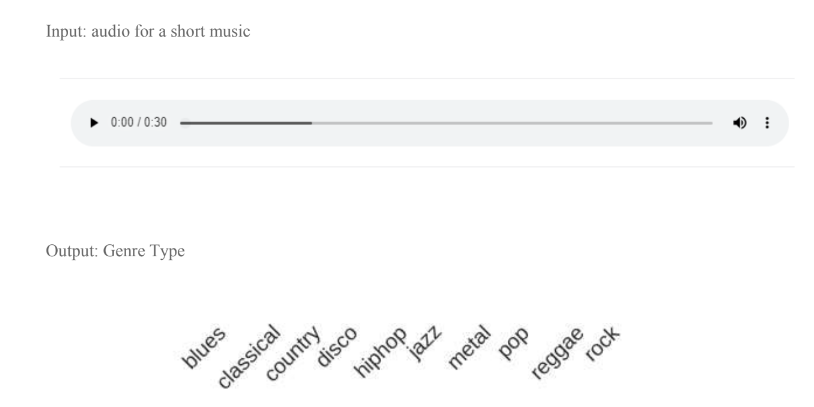 Input: audio for a short music
0:00 / 0:30
Output: Genre Type
blues classical country disco hiphop jazz metal pop reggae rock